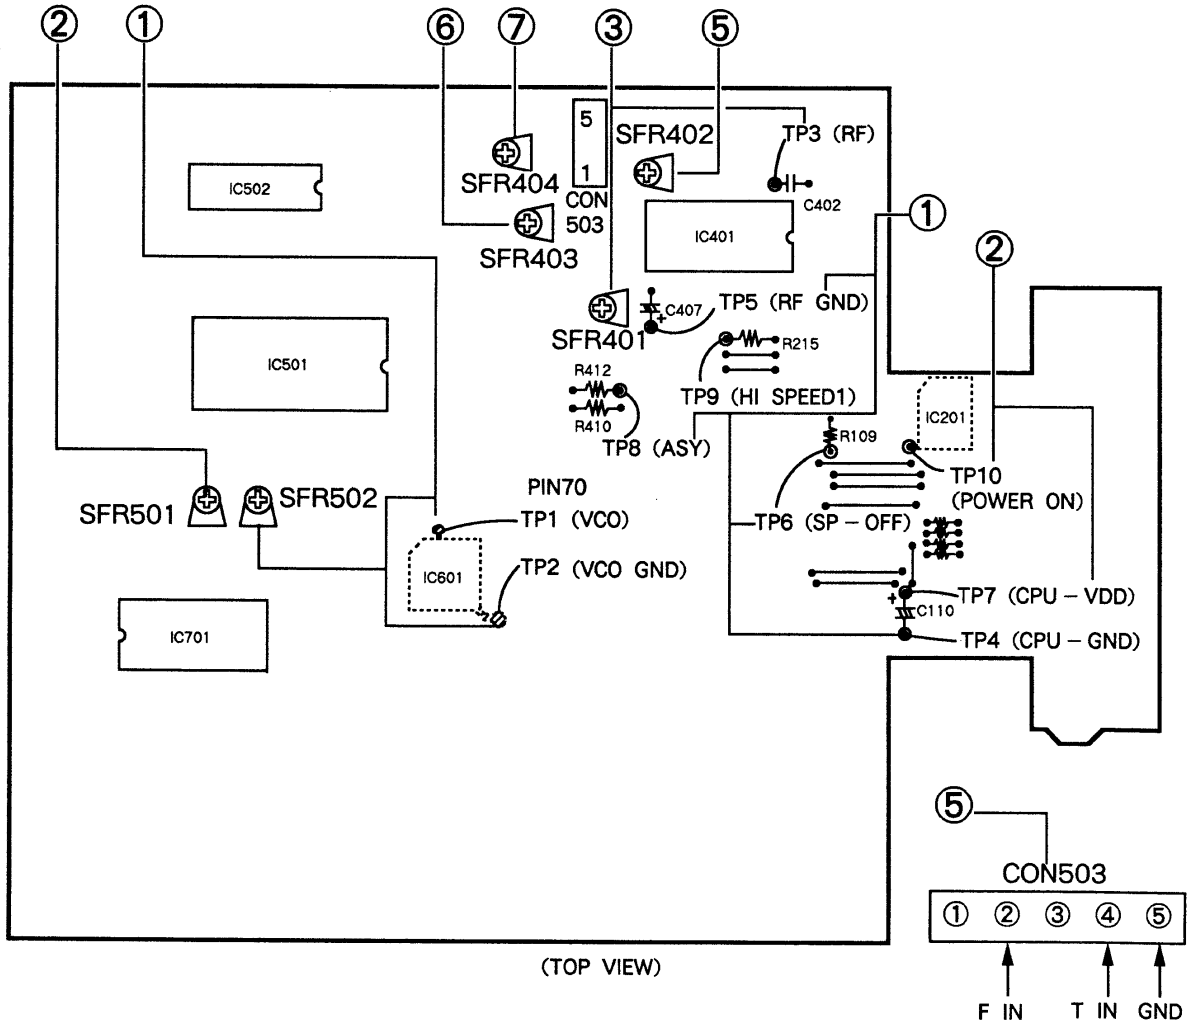 ② ① ⑥ ⑦ ③ ⑤
5
SFR402
TP3 (RF)
1
SFR404
CON
503
IC502
C402
①
IC401
②
SFR403
TP5 (RF GND)
C407
+
SFR401
R215
IC501
R412
TP9 (HI SPEED1)
R410
IC201
R109
TP8 (ASY)
TP10
(POWER ON)
PIN70
SFR502
SFR501
TP1 (VCO)
TP6 (SP – OFF)
IC601
TP2 (VCO GND)
+
TP7 (CPU – VDD)
C110
IC701
TP4 (CPU – GND)
⑤
CON503
① ② ③ ④ ⑤
(TOP VIEW)
F IN T IN GND